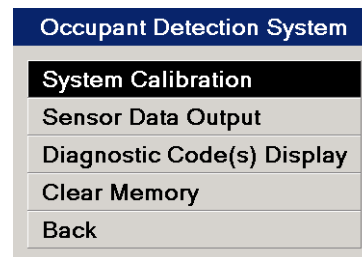 Occupant Detection System
System Calibration
Sensor Data Output
Diagnostic Code(s) Display
Clear Memory
Back